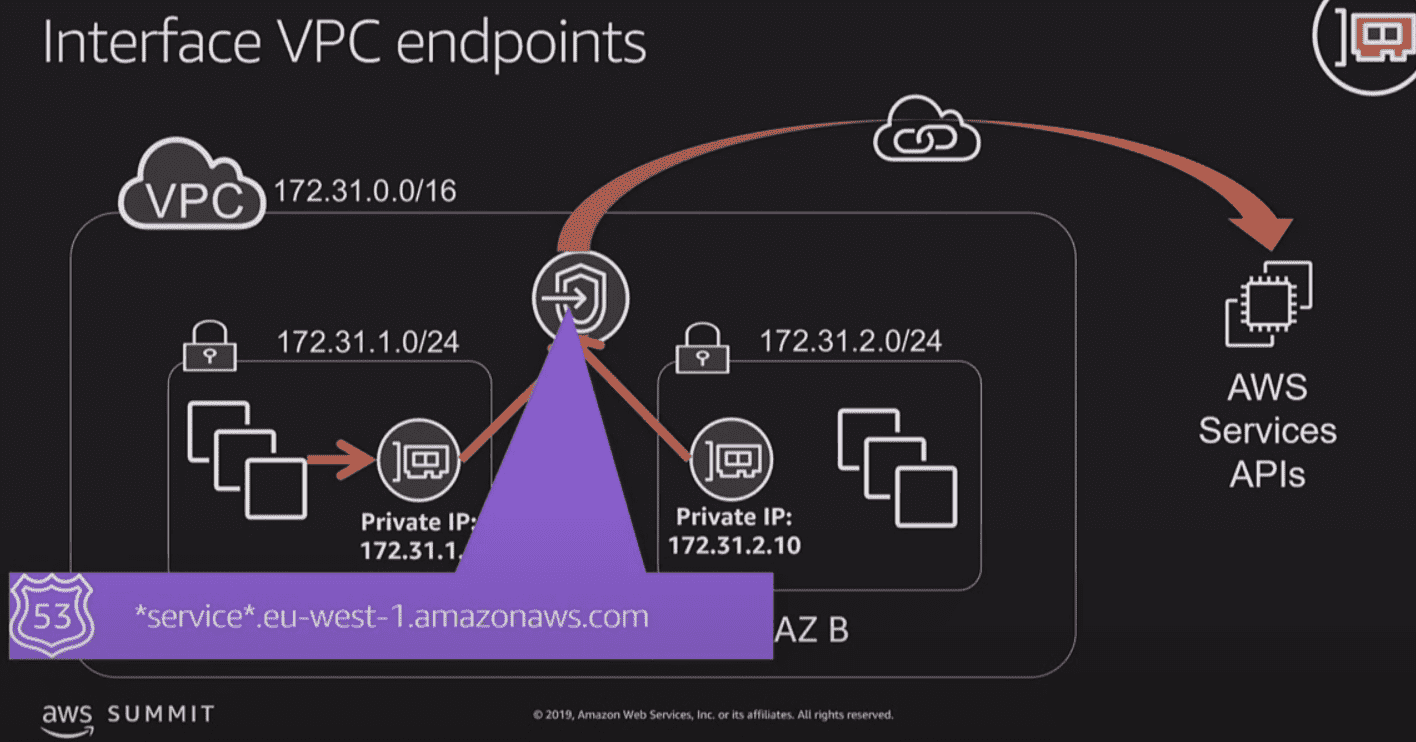 Interface VPC endpoints
VPC
172.31.0.0/16
172.31.1.0/24
172.31.2.0/24
AWS
Services
APIs
Private IP:
172.31.1.
Private IP:
172.31.2.10
53
*service*.eu-west-1.amazonaws.com
AZ B
aws SUMMIT
© 2019, Amazon Web Services, Inc. or its affiliates. All rights reserved.